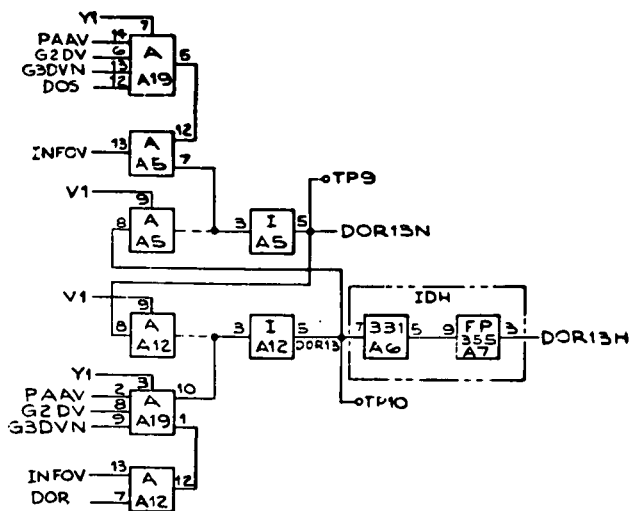 Y1
7
PAAV 14
G2DV 6
G3DVN 13
DOS 12
A
A19
5
12
INFOV 13
A
A5
7
V1
9
8
A
A5
3
I
A5
5
TP9
DOR13N
V1
9
8
A
A12
3
I
A12
5
DOR13
IDH
7
331
A6
5
9
FP
355
A7
3
DOR13H
TP10
Y1
3
PAAV 2
G2DV 8
G3DVN 9
A
A19
10
1
INFOV 13
DOR 7
A
A12
12